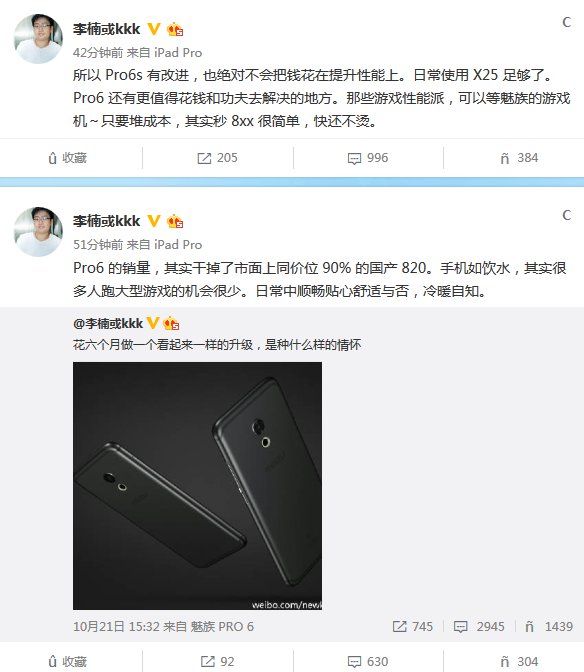 李楠或kkk
C
42分钟前 来自 iPad Pro
所以 Pro6s 有改进，也绝对不会把钱花在提升性能上。日常使用 X25 足够了。
Pro6 还有更值得花钱和功夫去解决的地方。那些游戏性能派，可以等魅族的游戏
机～只要堆成本，其实秒 8xx 很简单，快还不烫。
û 收藏
205
996
ñ 384
李楠或kkk
C
51分钟前 来自 iPad Pro
Pro6 的销量，其实干掉了市面上同价位 90% 的国产 820。手机如饮水，其实很
多人跑大型游戏的机会很少。日常中顺畅贴心舒适与否，冷暖自知。
@李楠或kkk
花六个月做一个看起来一样的升级，是种什么样的情怀
MEIZU
weibo.com/newk
10月21日 15:32 来自 魅族 PRO 6
745
2945
ñ 1439
û 收藏
92
630
ñ 304